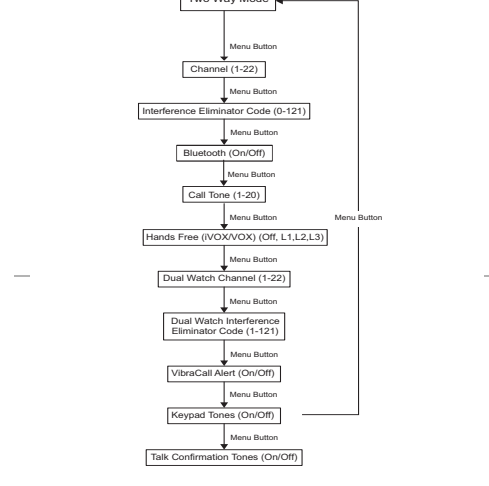 Two Way Mode
Menu Button
Channel (1-22)
Menu Button
Interference Eliminator Code (0-121)
Menu Button
Bluetooth (On/Off)
Menu Button
Call Tone (1-20)
Menu Button
Menu Button
Hands Free (iVOX/VOX) (Off, L1,L2,L3)
Menu Button
Dual Watch Channel (1-22)
Menu Button
Dual Watch Interference
Eliminator Code (1-121)
Menu Button
VibraCall Alert (On/Off)
Menu Button
Keypad Tones (On/Off)
Menu Button
Talk Confirmation Tones (On/Off)